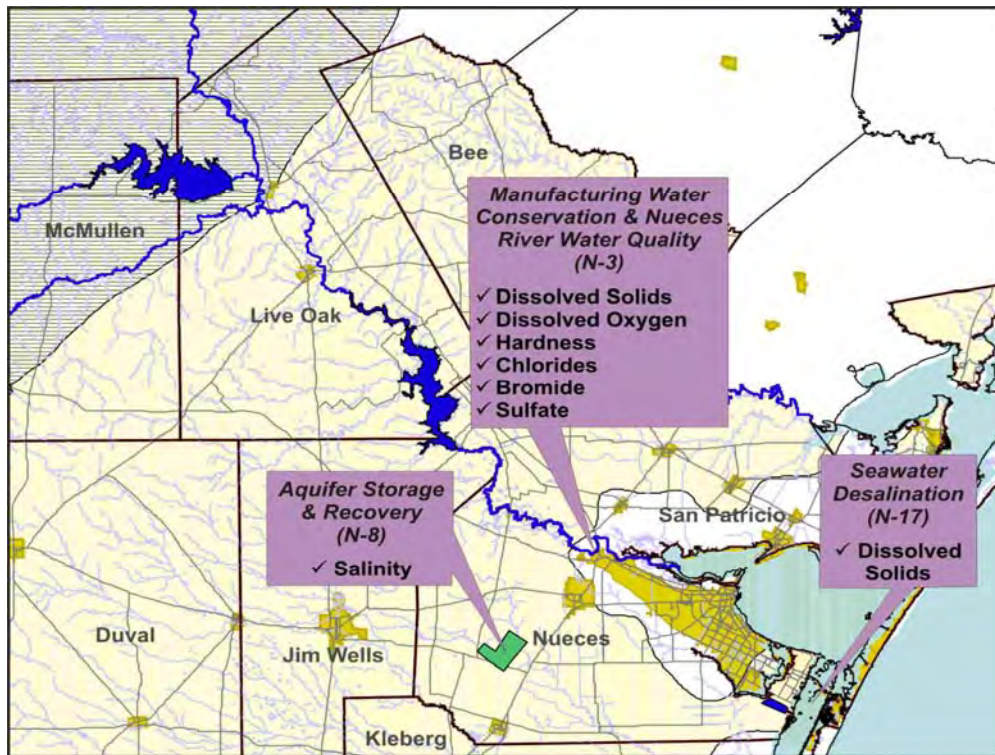 Bee
McMullen
Live Oak
Manufacturing Water
Conservation & Nueces
River Water Quality
(N-3)
✓ Dissolved Solids
✓ Dissolved Oxygen
✓ Hardness
✓ Chlorides
✓ Bromide
✓ Sulfate
Aquifer Storage
& Recovery
(N-8)
✓ Salinity
San Patricio
Seawater
Desalination
(N-17)
✓ Dissolved
Solids
Duval
Jim Wells
Nueces
Kleberg